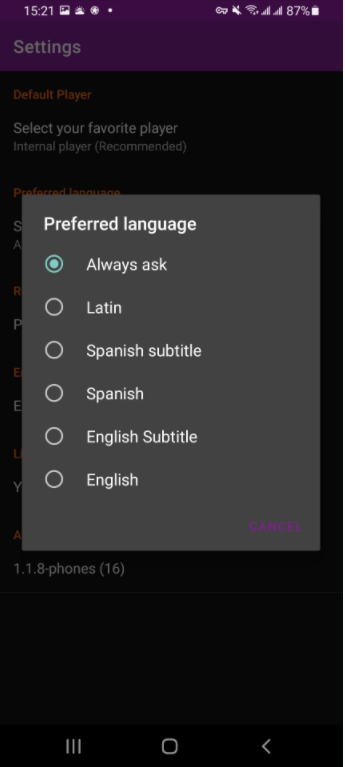 15:21
87%
Settings
Default Player
Select your favorite player
Internal player (Recommended)
Preferred language
Preferred language
Always ask
Latin
Spanish subtitle
Spanish
English Subtitle
English
CANCEL
1.1.8-phones (16)